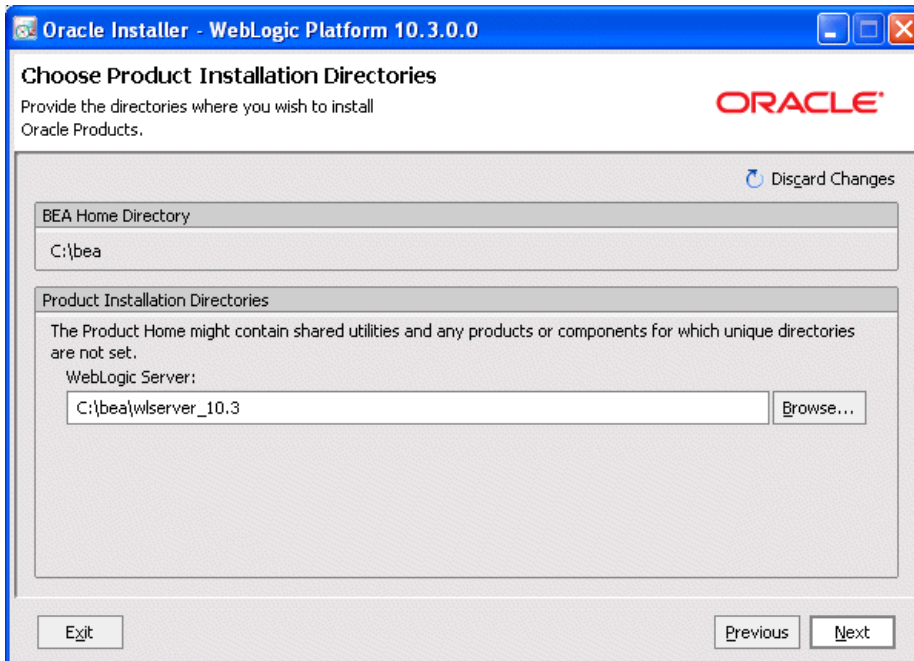 Oracle Installer - WebLogic Platform 10.3.0.0
Choose Product Installation Directories
Provide the directories where you wish to install
Oracle Products.
ORACLE
Discard Changes
BEA Home Directory
C:\bea
Product Installation Directories
The Product Home might contain shared utilities and any products or components for which unique directories
are not set.
WebLogic Server:
C:\bea\wlserver_10.3
Browse...
Exit
Previous
Next